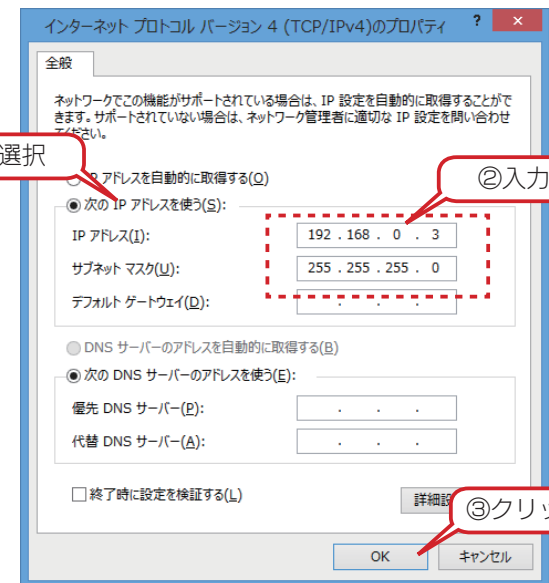 インターネット プロトコル バージョン 4 (TCP/IPv4)のプロパティ ? ×
全般
ネットワークでこの機能がサポートされている場合は、IP 設定を自動的に取得することがで
きます。サポートされていない場合は、ネットワーク管理者に適切な IP 設定を問い合わせ
てください。
選択
P アドレスを自動的に取得する(O)
②入力
次の IP アドレスを使う(S):
IP アドレス(I): 192 . 168 . 0 . 3
サブネット マスク(U): 255 . 255 . 255 . 0
デフォルト ゲートウェイ(D): . . .
DNS サーバーのアドレスを自動的に取得する(B)
次の DNS サーバーのアドレスを使う(E):
優先 DNS サーバー(P): . . .
代替 DNS サーバー(A): . . .
終了時に設定を検証する(L)
詳細設
③クリッ
OK キャンセル